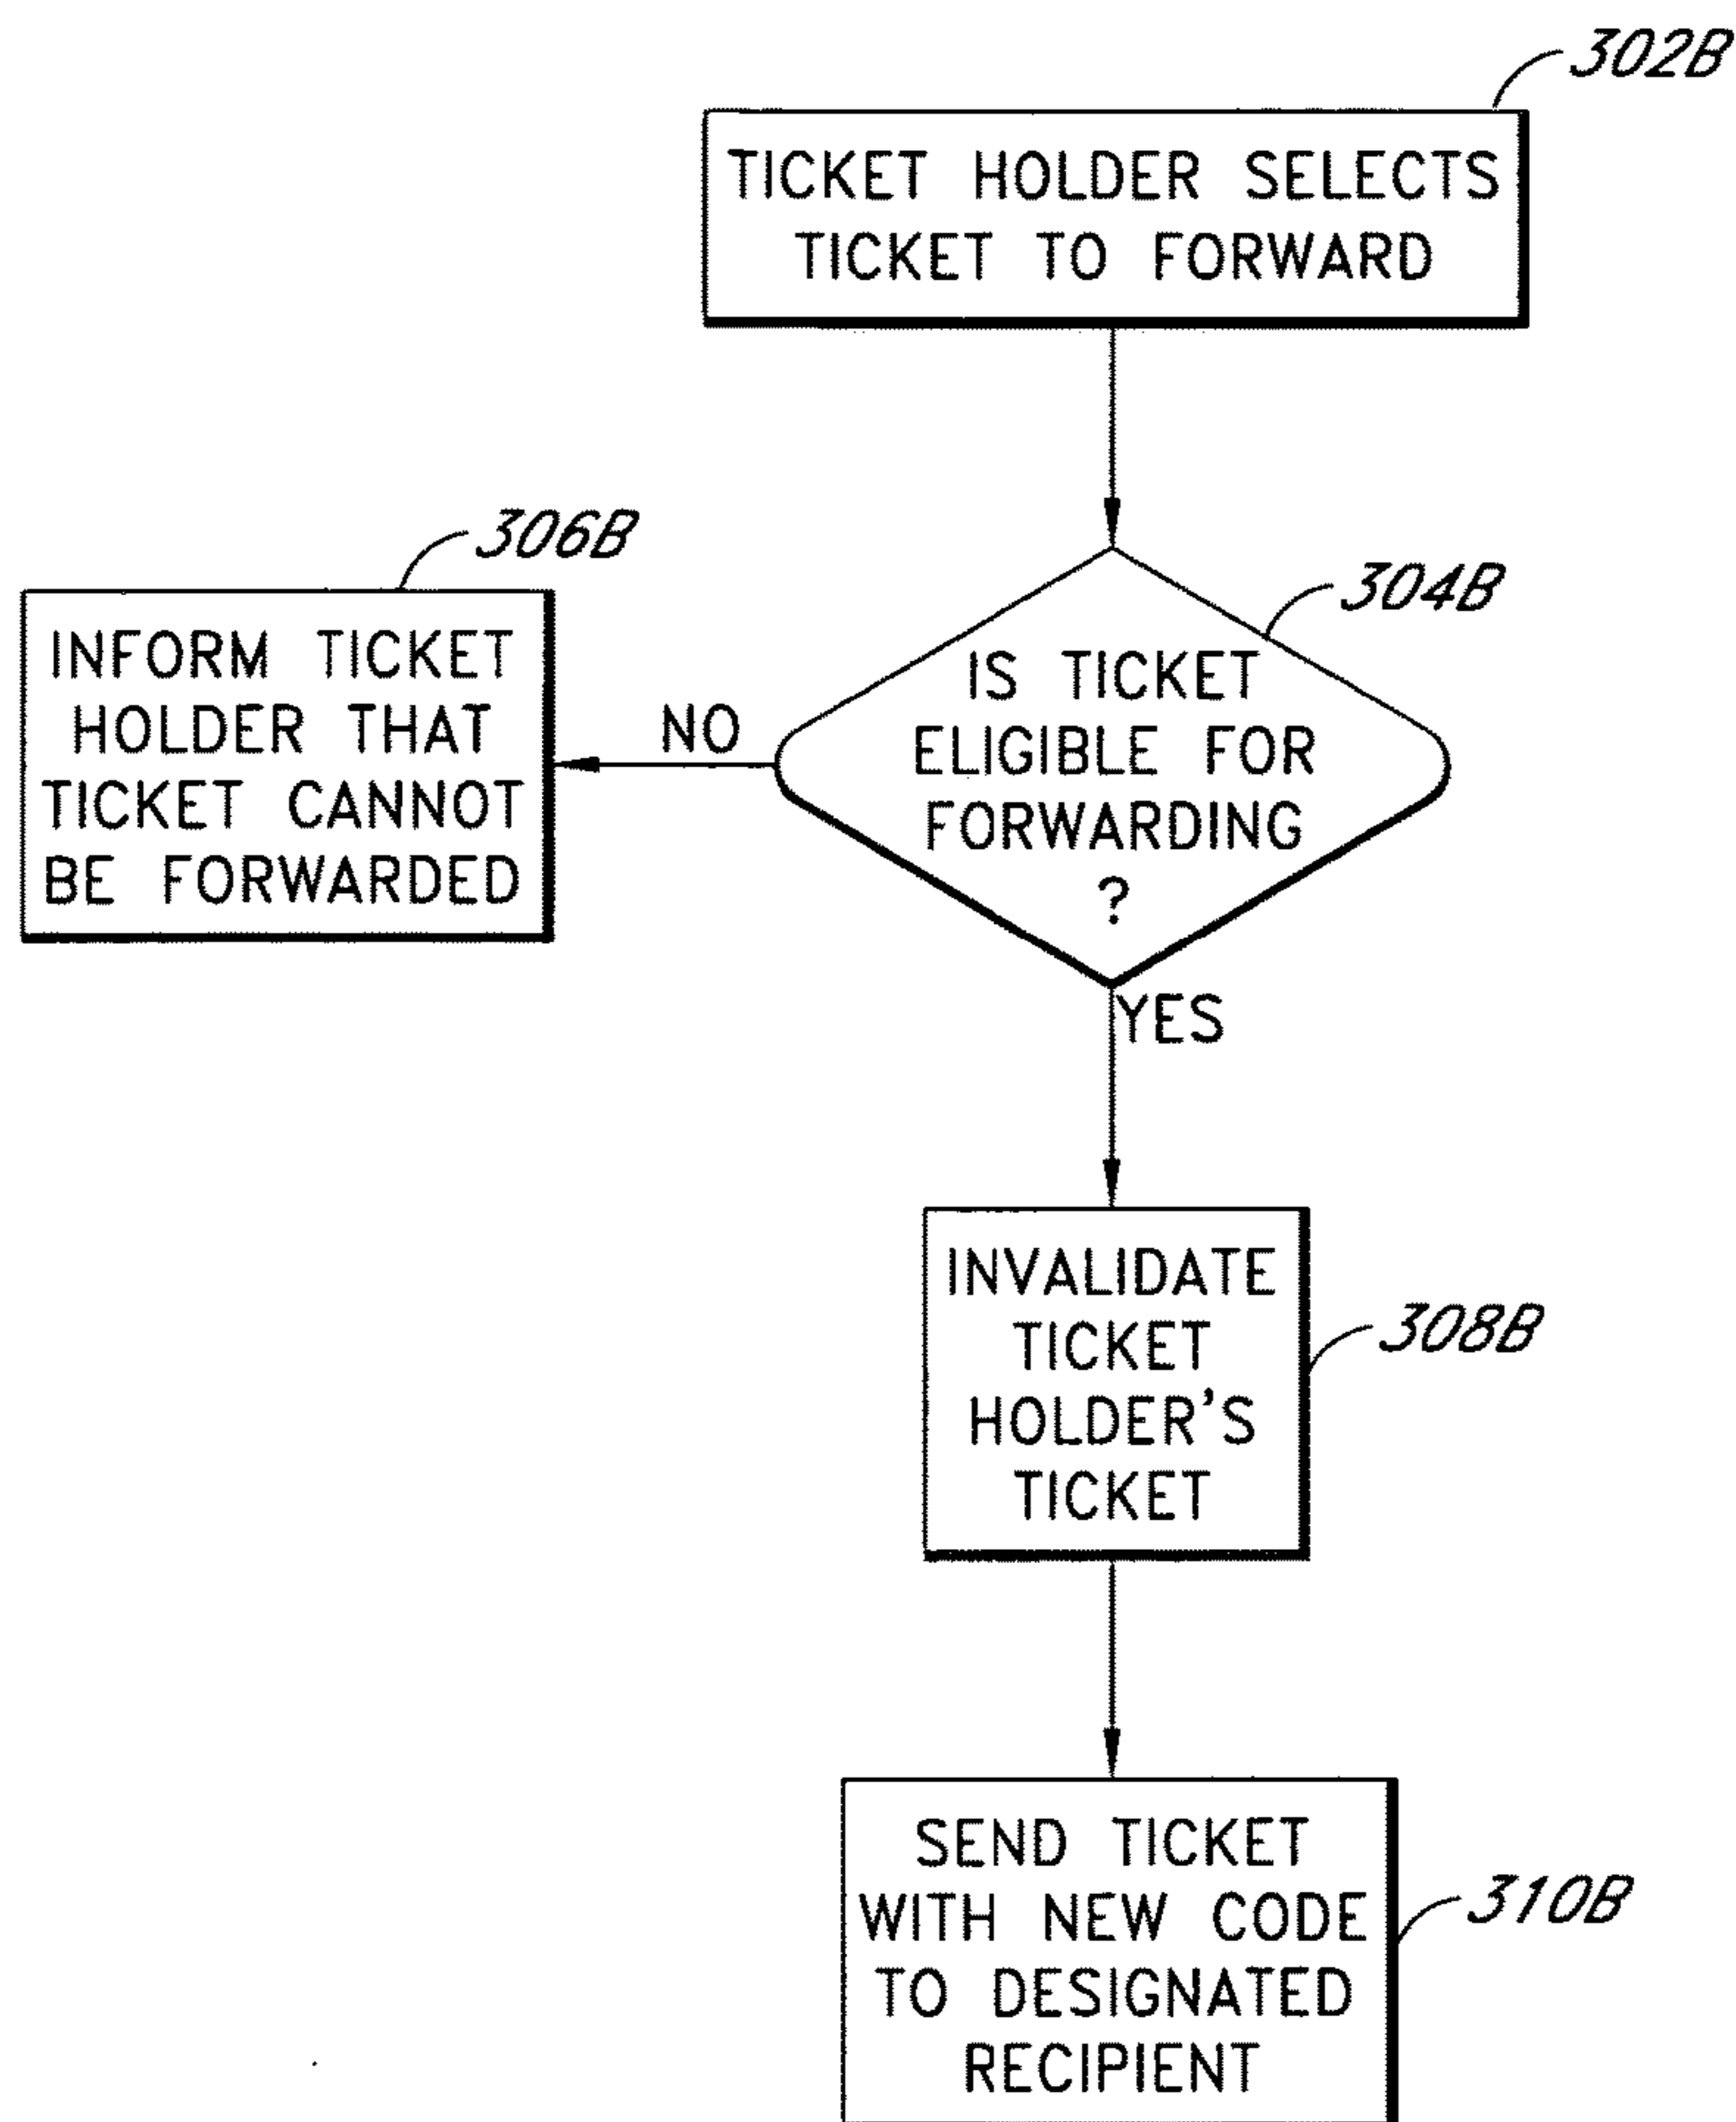 302B
TICKET HOLDER SELECTS
TICKET TO FORWARD
304B
IS TICKET
ELIGIBLE FOR
FORWARDING
?
NO
306B
INFORM TICKET
HOLDER THAT
TICKET CANNOT
BE FORWARDED
YES
INVALIDATE
TICKET
HOLDER'S
TICKET
308B
SEND TICKET
WITH NEW CODE
TO DESIGNATED
RECIPIENT
310B